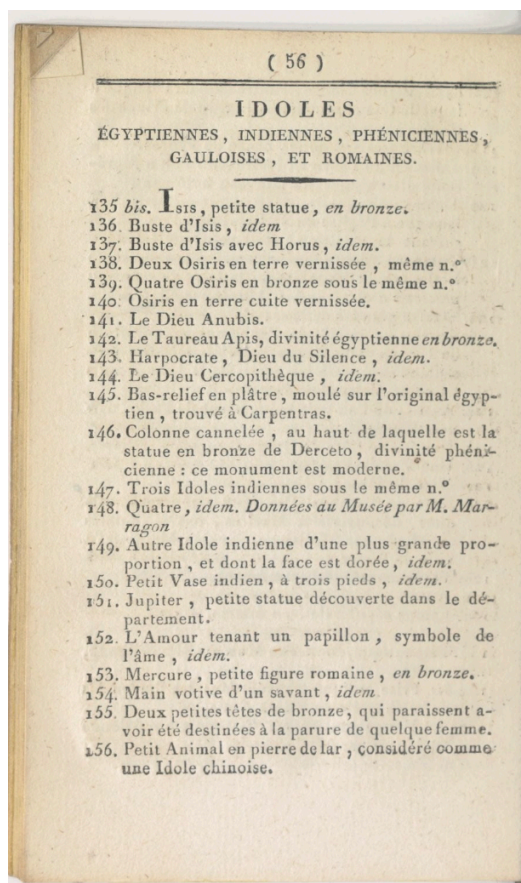 ( 56 )
IDOLES
ÉGYPTIENNES, INDIENNES, PHÉNICIENNES,
GAULOISES, ET ROMAINES.
135 bis. Isis, petite statue, en bronze.
136. Buste d'Isis, idem
137. Buste d'Isis avec Horus, idem.
138. Deux Osiris en terre vernissée, même n.°
139. Quatre Osiris en bronze sous le même n.°
140. Osiris en terre cuite vernissée.
141. Le Dieu Anubis.
142. Le Taureau Apis, divinité égyptienne en bronze.
143. Harpocrate, Dieu du Silence, idem.
144. Le Dieu Cercopithèque, idem.
145. Bas-relief en plâtre, moulé sur l'original égyp-
tien, trouvé à Carpentras.
146. Colonne cannelée, au haut de laquelle est la
statue en bronze de Derceto, divinité phéni-
cienne : ce monument est moderne.
147. Trois Idoles indiennes sous le même n.°
148. Quatre, idem. Données au Musée par M. Mar-
ragon
149. Autre Idole indienne d'une plus grande pro-
portion, et dont la face est dorée, idem.
150. Petit Vase indien, à trois pieds, idem.
151. Jupiter, petite statue découverte dans le dé-
partement.
152. L'Amour tenant un papillon, symbole de
l'âme, idem.
153. Mercure, petite figure romaine, en bronze.
154. Main votive d'un savant, idem
155. Deux petites têtes de bronze, qui paraissent a-
voir été destinées à la parure de quelque femme.
156. Petit Animal en pierre de lar, considéré comme
une Idole chinoise.